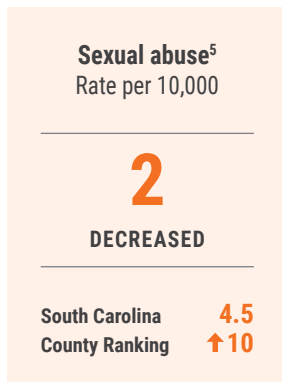 Sexual abuse⁵
Rate per 10,000
2
DECREASED
South Carolina 4.5
County Ranking ↑10